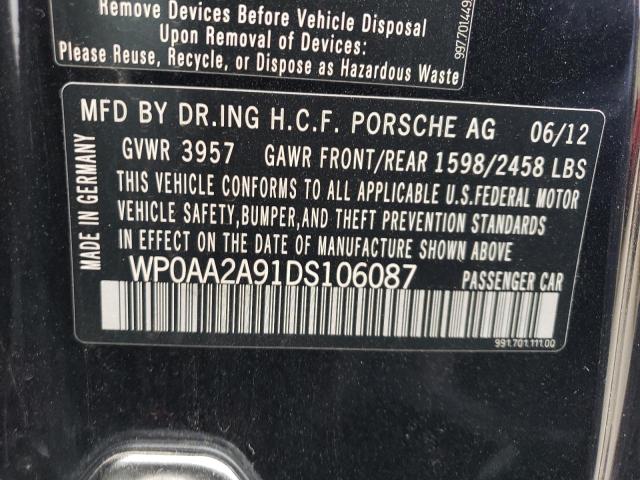 Remove Devices Before Vehicle Disposal
Upon Removal of Devices:
Please Reuse, Recycle, or Dispose as Hazardous Waste
997.701.449
MFD BY DR.ING H.C.F. PORSCHE AG 06/12
GVWR 3957 GAWR FRONT/REAR 1598/2458 LBS
THIS VEHICLE CONFORMS TO ALL APPLICABLE U.S.FEDERAL MOTOR
VEHICLE SAFETY,BUMPER,AND THEFT PREVENTION STANDARDS
IN EFFECT ON THE DATE OF MANUFACTURE SHOWN ABOVE
WP0AA2A91DS106087 PASSENGER CAR
MADE IN GERMANY
991.701.111.00